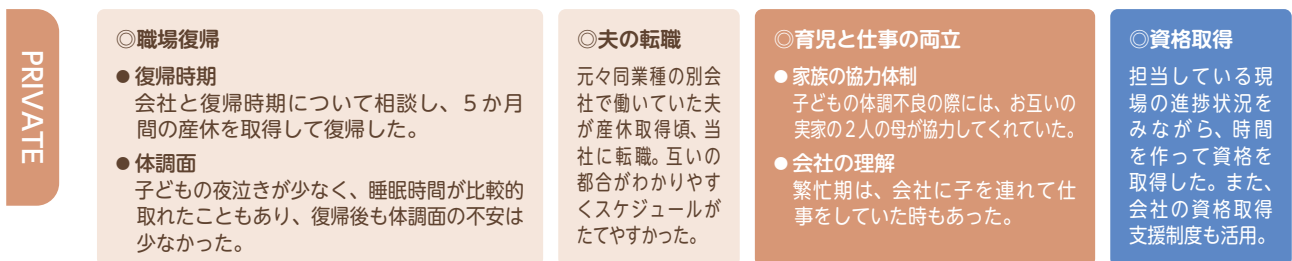 PRIVATE
◎職場復帰
●復帰時期
会社と復帰時期について相談し、５か月
間の産休を取得して復帰した。
●体調面
子どもの夜泣きが少なく、睡眠時間が比較的
取れたこともあり、復帰後も体調面の不安は
少なかった。
◎夫の転職
元々同業種の別会
社で働いていた夫
が産休取得頃、当
社に転職。互いの
都合がわかりやす
くスケジュールが
たてやすかった。
◎育児と仕事の両立
●家族の協力体制
子どもの体調不良の際には、お互いの
実家の２人の母が協力してくれていた。
●会社の理解
繁忙期は、会社に子を連れて仕
事をしていた時もあった。
◎資格取得
担当している現
場の進捗状況を
みながら、時間
を作って資格を
取得した。また、
会社の資格取得
支援制度も活用。